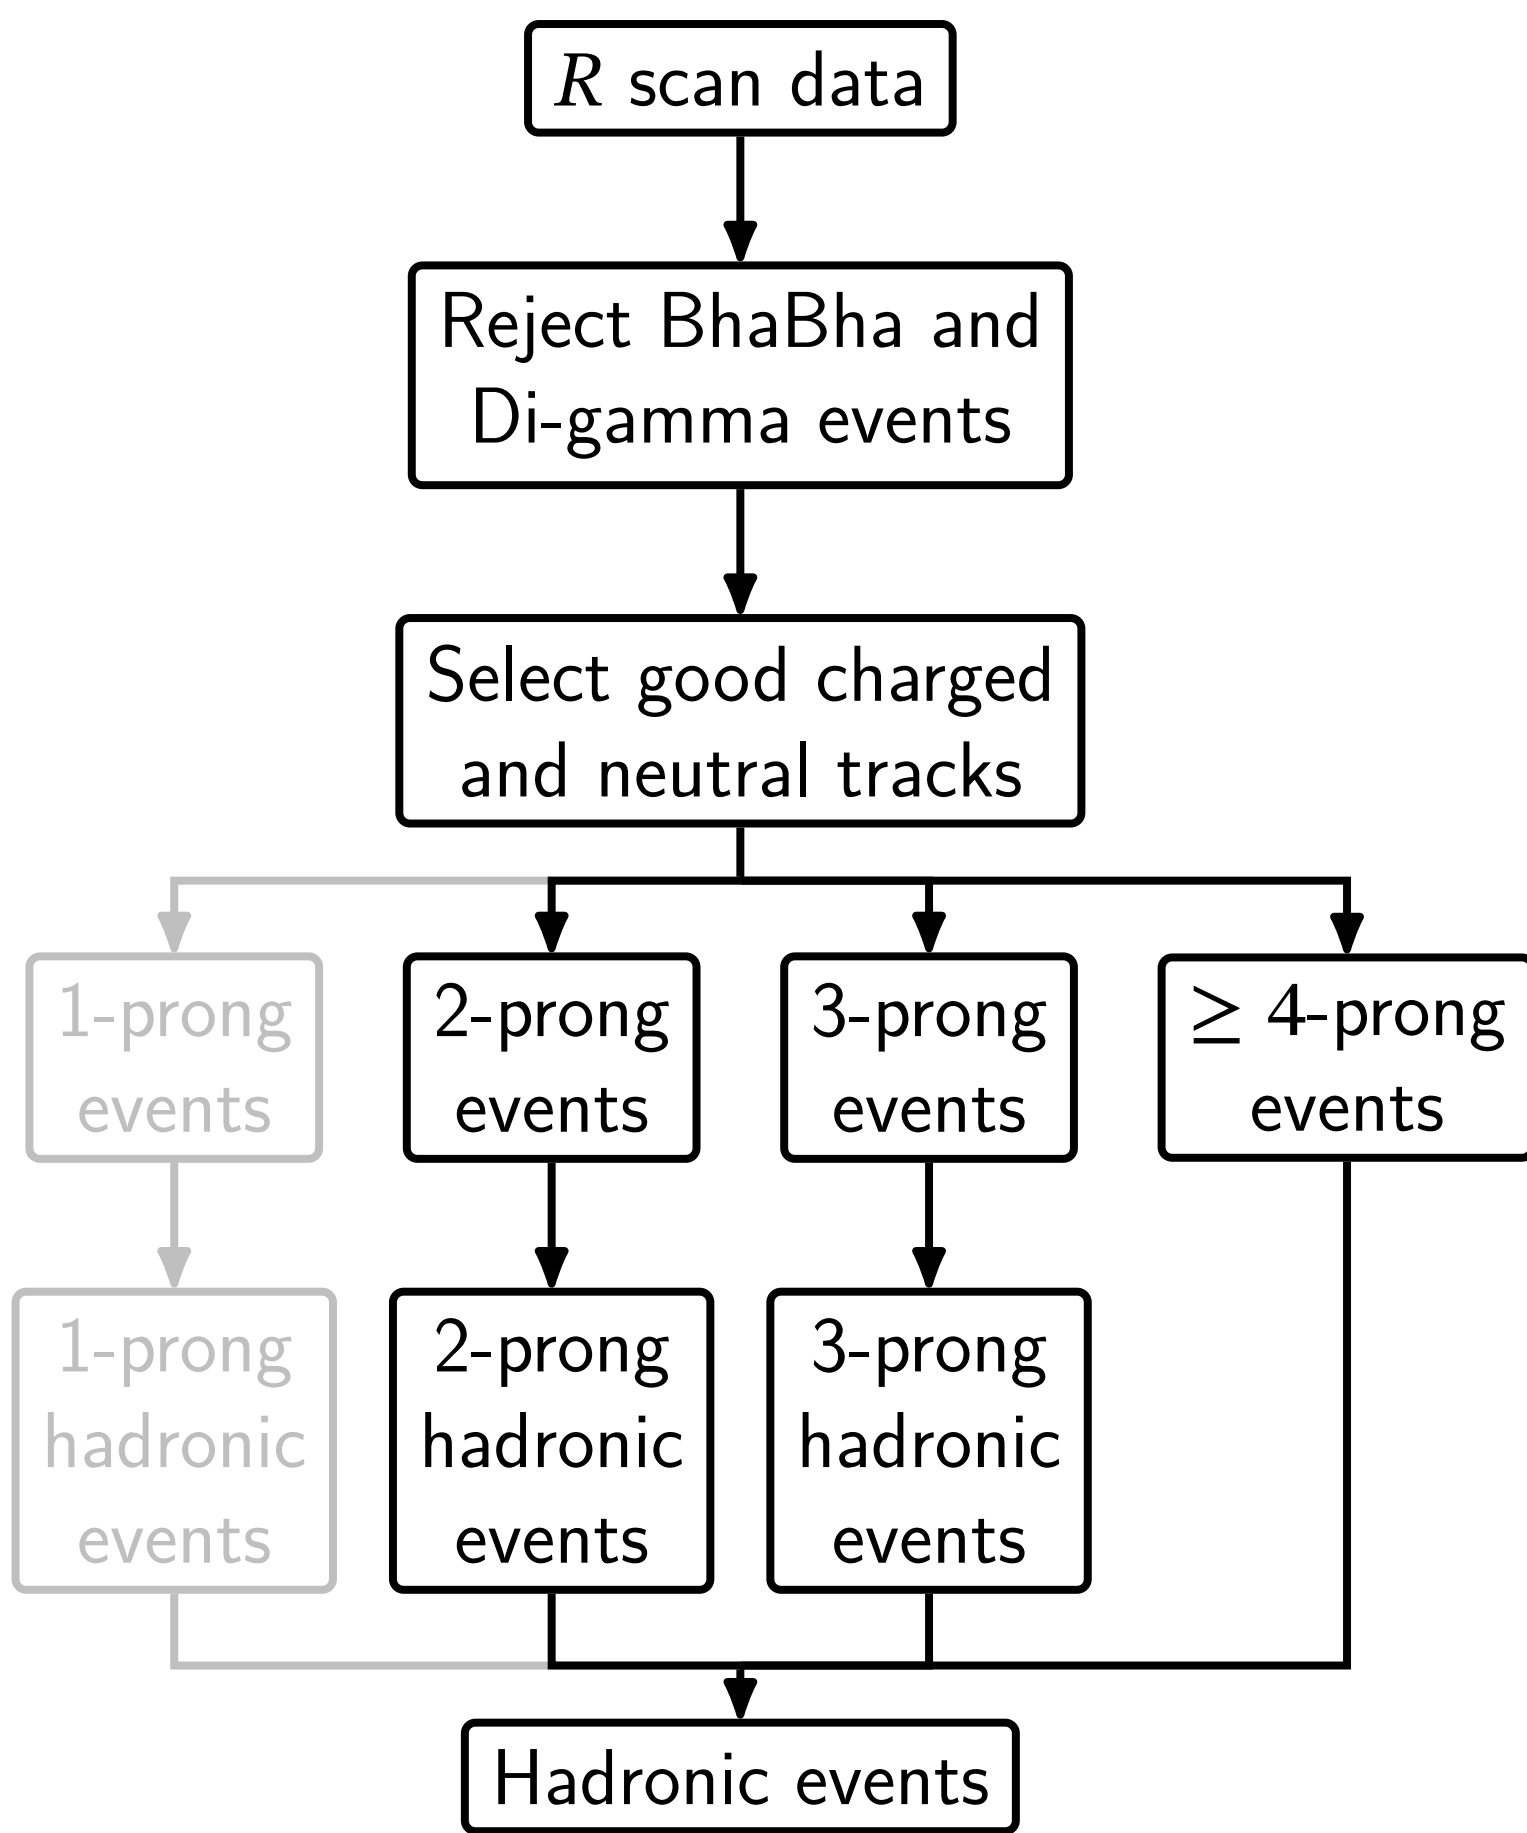 R scan data
Reject BhaBha and
Di-gamma events
Select good charged
and neutral tracks
1-prong
events
2-prong
events
3-prong
events
≥ 4-prong
events
1-prong
hadronic
events
2-prong
hadronic
events
3-prong
hadronic
events
Hadronic events